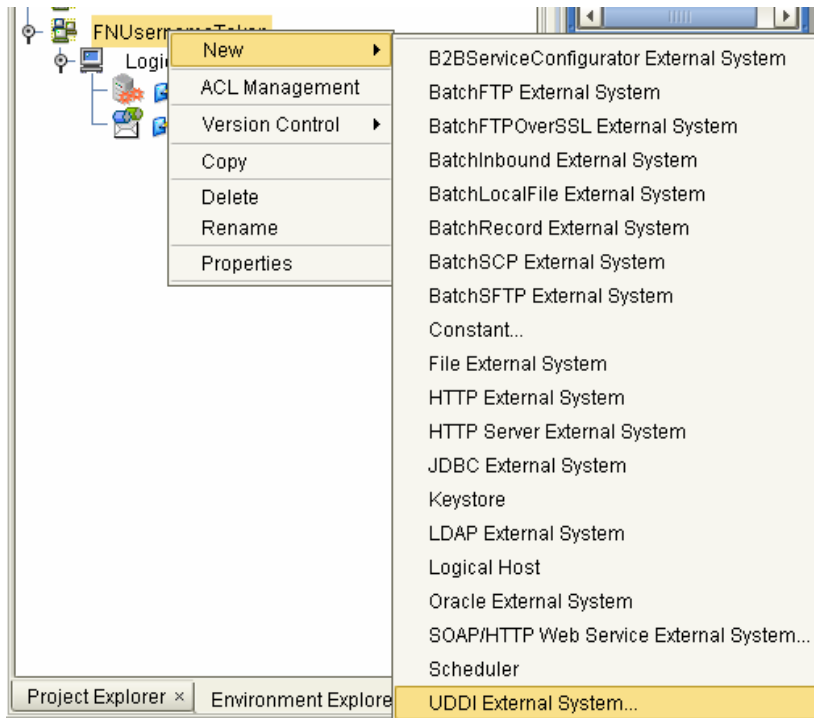 FNUsernameToken
New
ACL Management
Version Control
Copy
Delete
Rename
Properties
B2BServiceConfigurator External System
BatchFTP External System
BatchFTPOverSSL External System
BatchInbound External System
BatchLocalFile External System
BatchRecord External System
BatchSCP External System
BatchSFTP External System
Constant...
File External System
HTTP External System
HTTP Server External System
JDBC External System
Keystore
LDAP External System
Logical Host
Oracle External System
SOAP/HTTP Web Service External System...
Scheduler
UDDI External System...
Project Explorer ×
Environment Explore